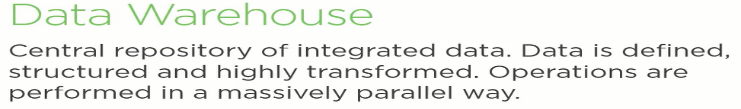 Data Warehouse
Central repository of integrated data. Data is defined,
structured and highly transformed. Operations are
performed in a massively parallel way.